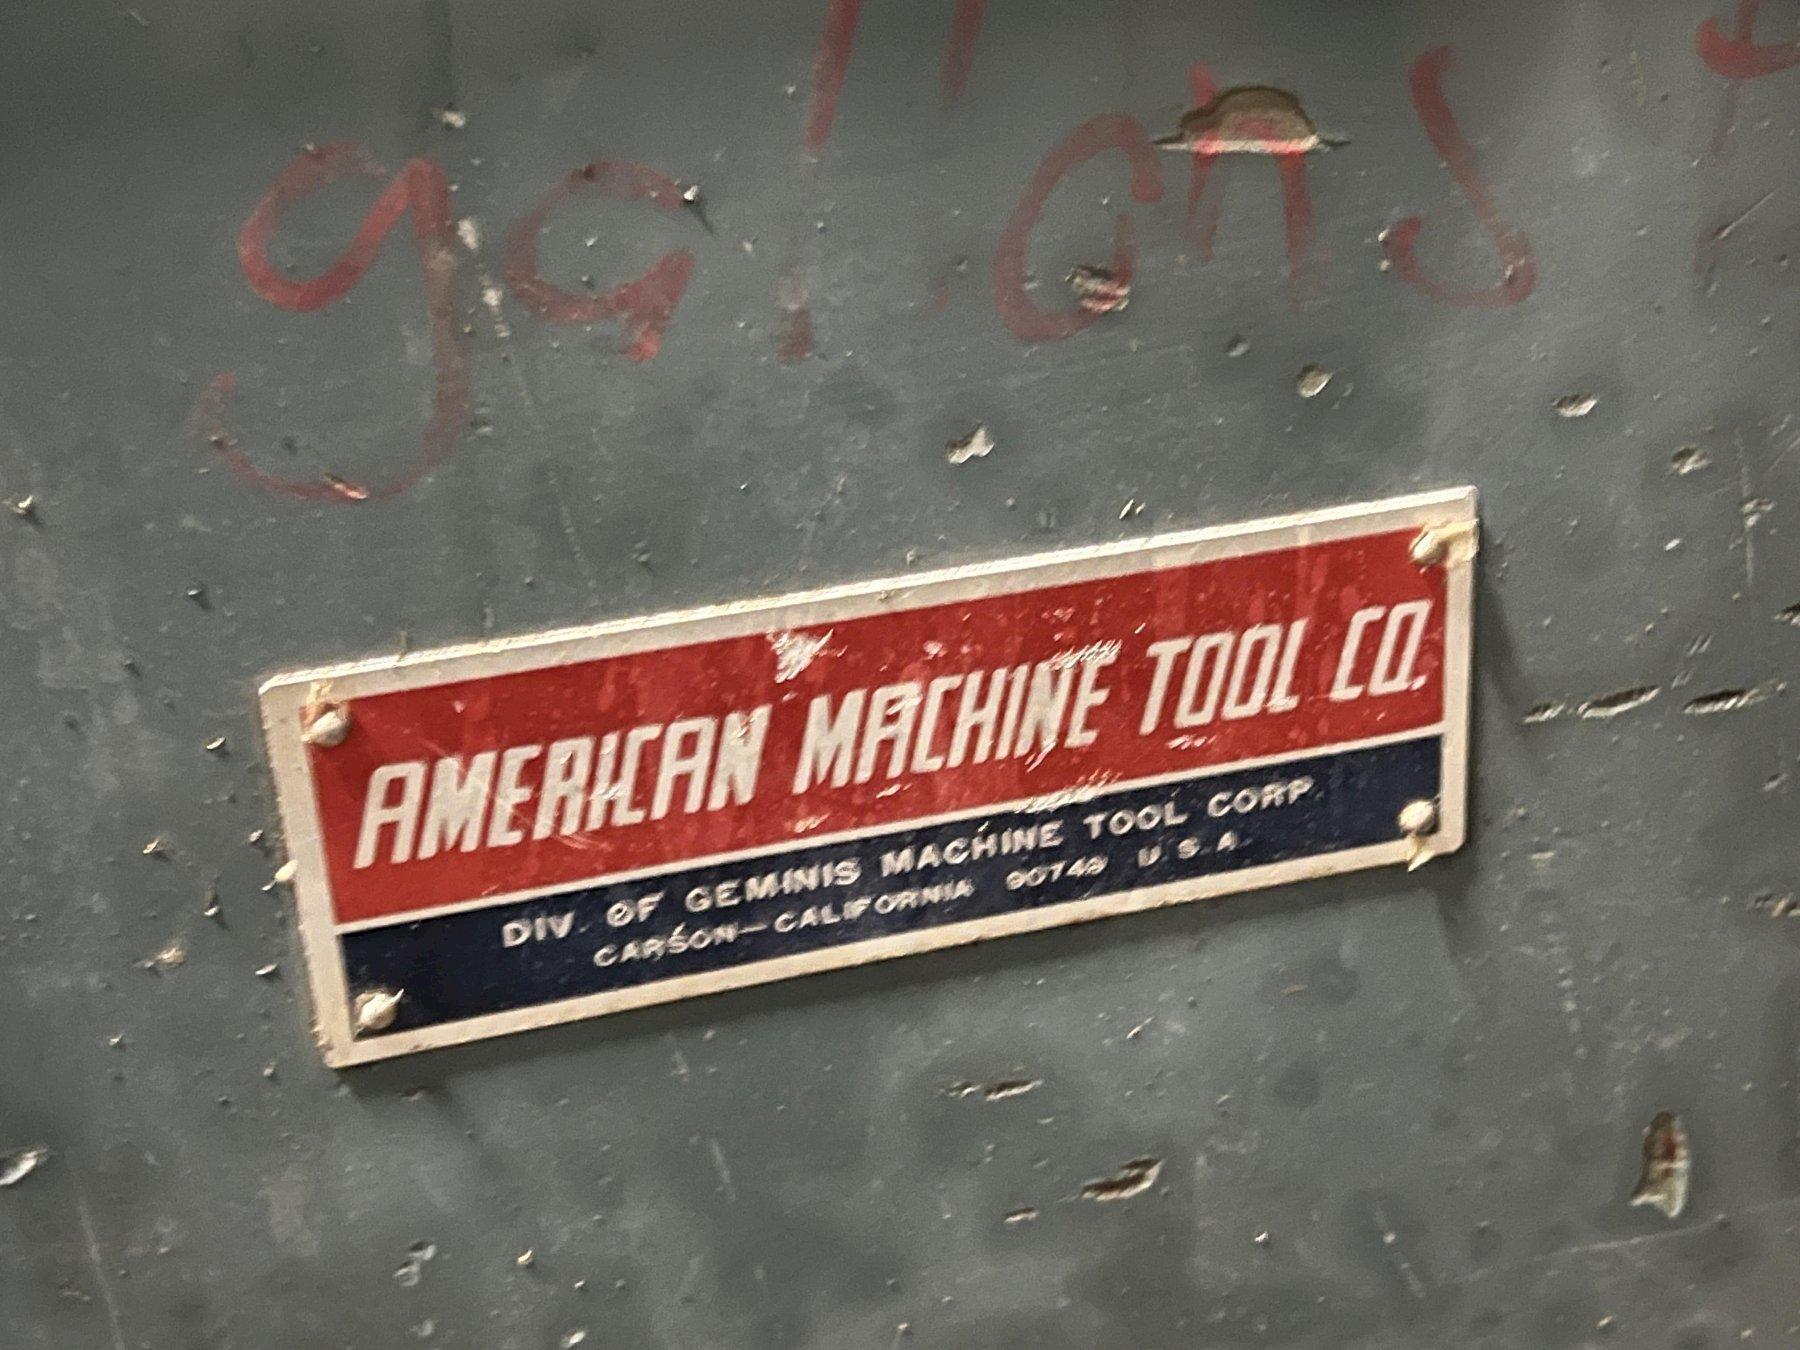 gallons
AMERICAN MACHINE TOOL CO.
DIV. OF GEMINIS MACHINE TOOL CORP.
CARSON—CALIFORNIA 90749 U.S.A.